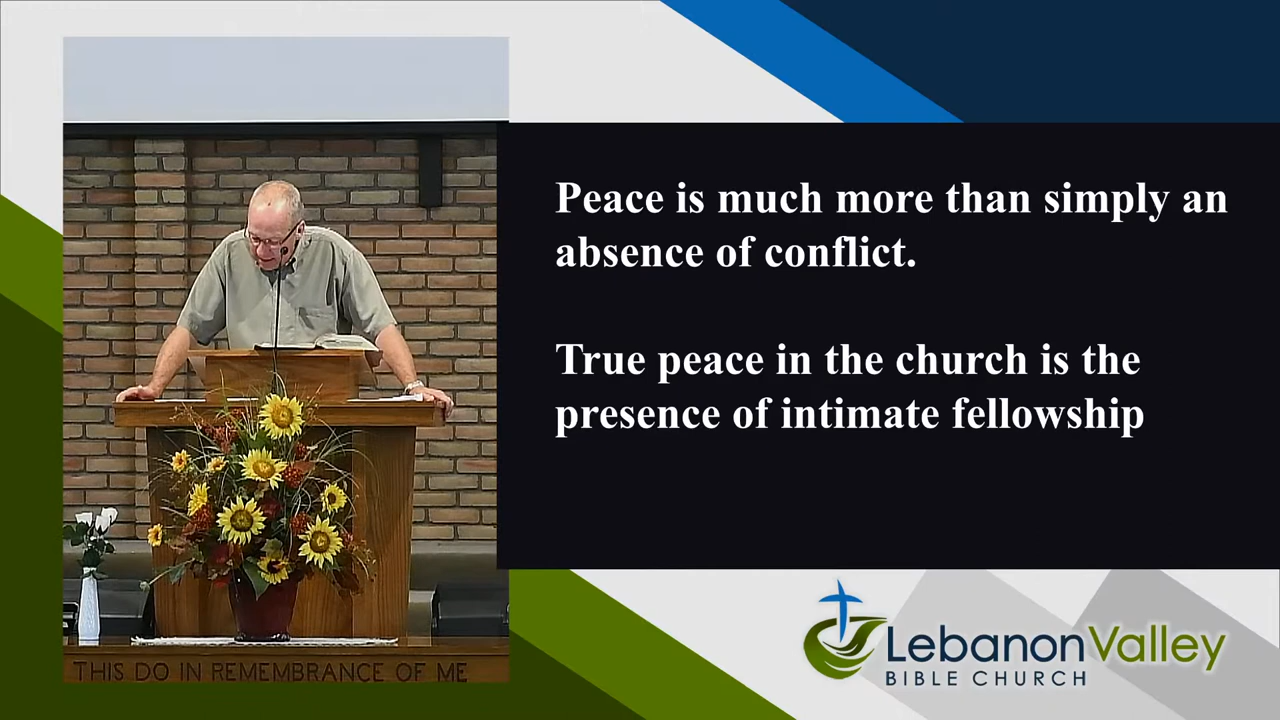 Peace is much more than simply an
absence of conflict.
True peace in the church is the
presence of intimate fellowship
THIS DO IN REMEMBRANCE OF ME
LebanonValley
BIBLE CHURCH